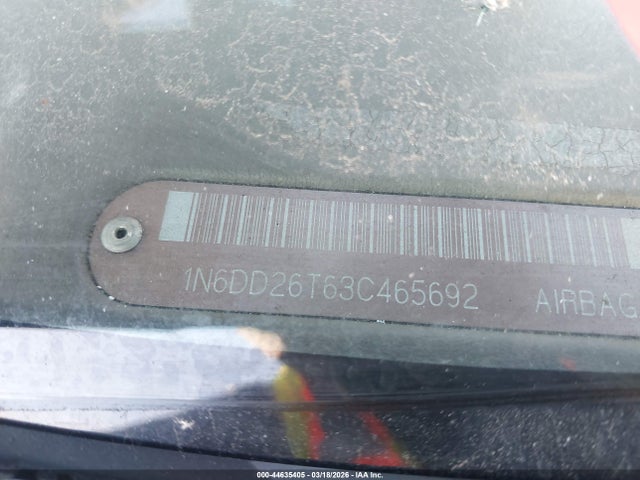 1N6DD26T63C465692 AIRBAG
000-44635405 | 03/18/2026 | © IAA Inc.